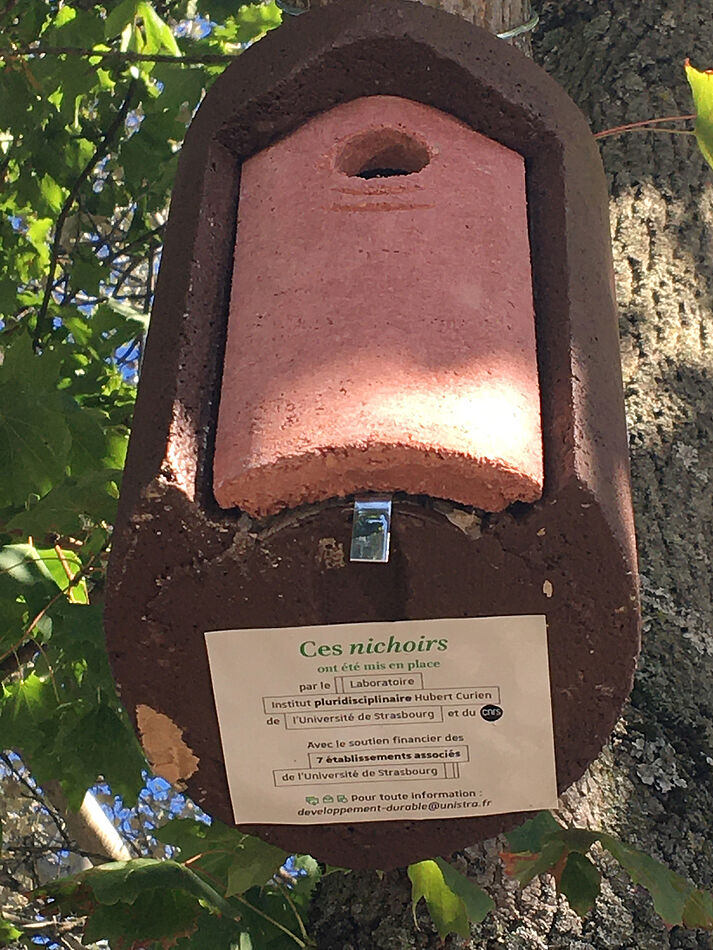 Ces nichoirs
ont été mis en place
par le Laboratoire
Institut pluridisciplinaire Hubert Curien
de l'Université de Strasbourg et du cnrs
Avec le soutien financier des
7 établissements associés
de l'Université de Strasbourg
Pour toute information :
developpement-durable@unistra.fr